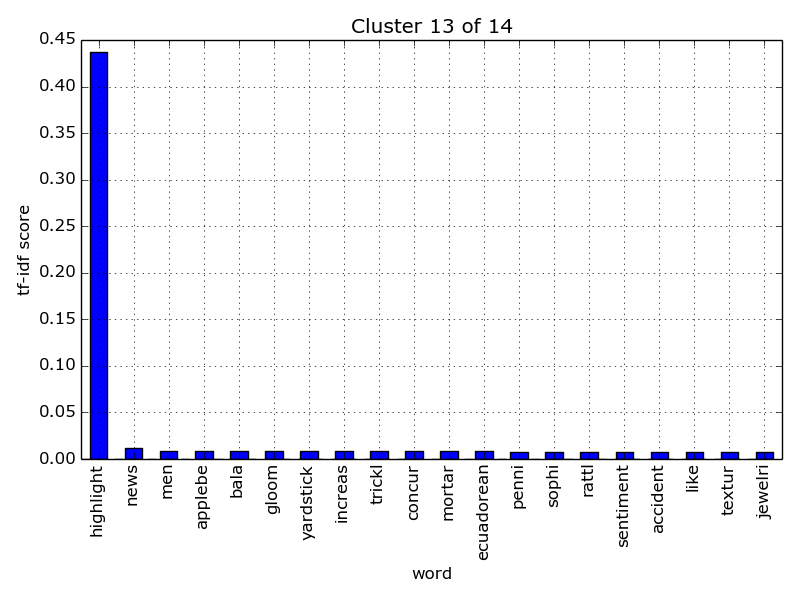 Cluster 13 of 14
0.45
0.40
0.35
0.30
0.25
0.20
0.15
0.10
0.05
0.00
tf-idf score
highlight
news
men
applebe
bala
gloom
yardstick
increas
trickl
concur
mortar
ecuadorean
penni
sophi
rattl
sentiment
accident
like
textur
jewelri
word